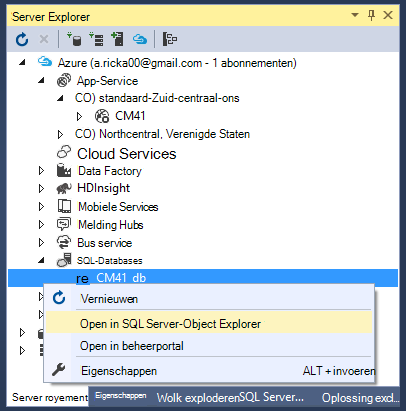 Server Explorer
Azure (a.ricka00@gmail.com - 1 abonnementen)
App-Service
CO) standaard-Zuid-centraal-ons
CM41
CO) Northcentral, Verenigde Staten
Cloud Services
Data Factory
HDInsight
Mobiele Services
Melding Hubs
Bus service
SQL-Databases
re CM41 db
Vernieuwen
Open in SQL Server-Object Explorer
Open in beheerportal
Eigenschappen ALT + invoeren
Server royement Eigenschappen Wolk exploderen SQL Server... Oplossing excl...